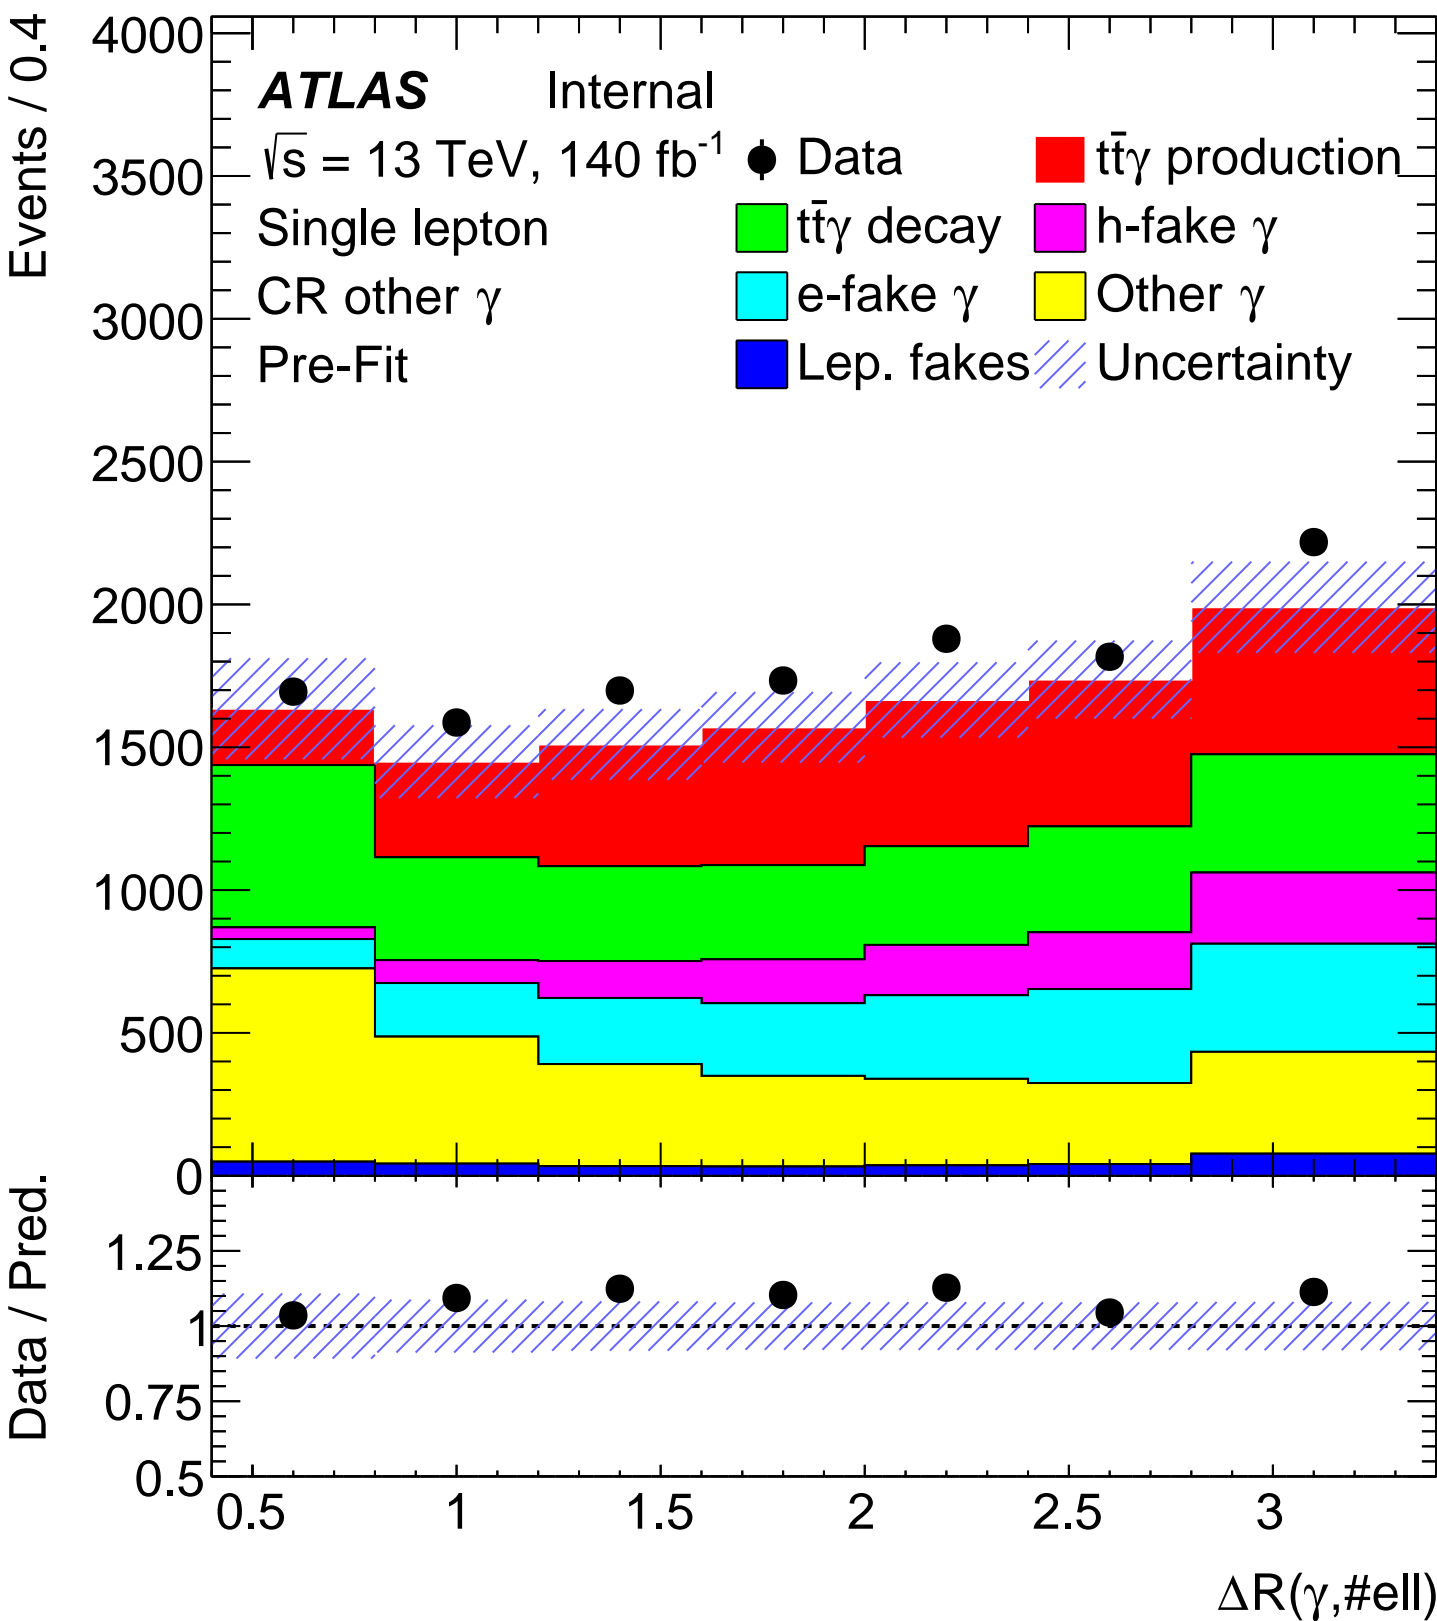 Events / 0.4
4000
3500
3000
2500
2000
1500
1000
500
0
ATLAS Internal
√s = 13 TeV, 140 fb⁻¹
Single lepton
CR other γ
Pre-Fit
Data
tt̄γ production
tt̄γ decay
h-fake γ
e-fake γ
Other γ
Lep. fakes
Uncertainty
Data / Pred.
1.25
1
0.75
0.5
0.5 1 1.5 2 2.5 3
ΔR(γ,#ell)